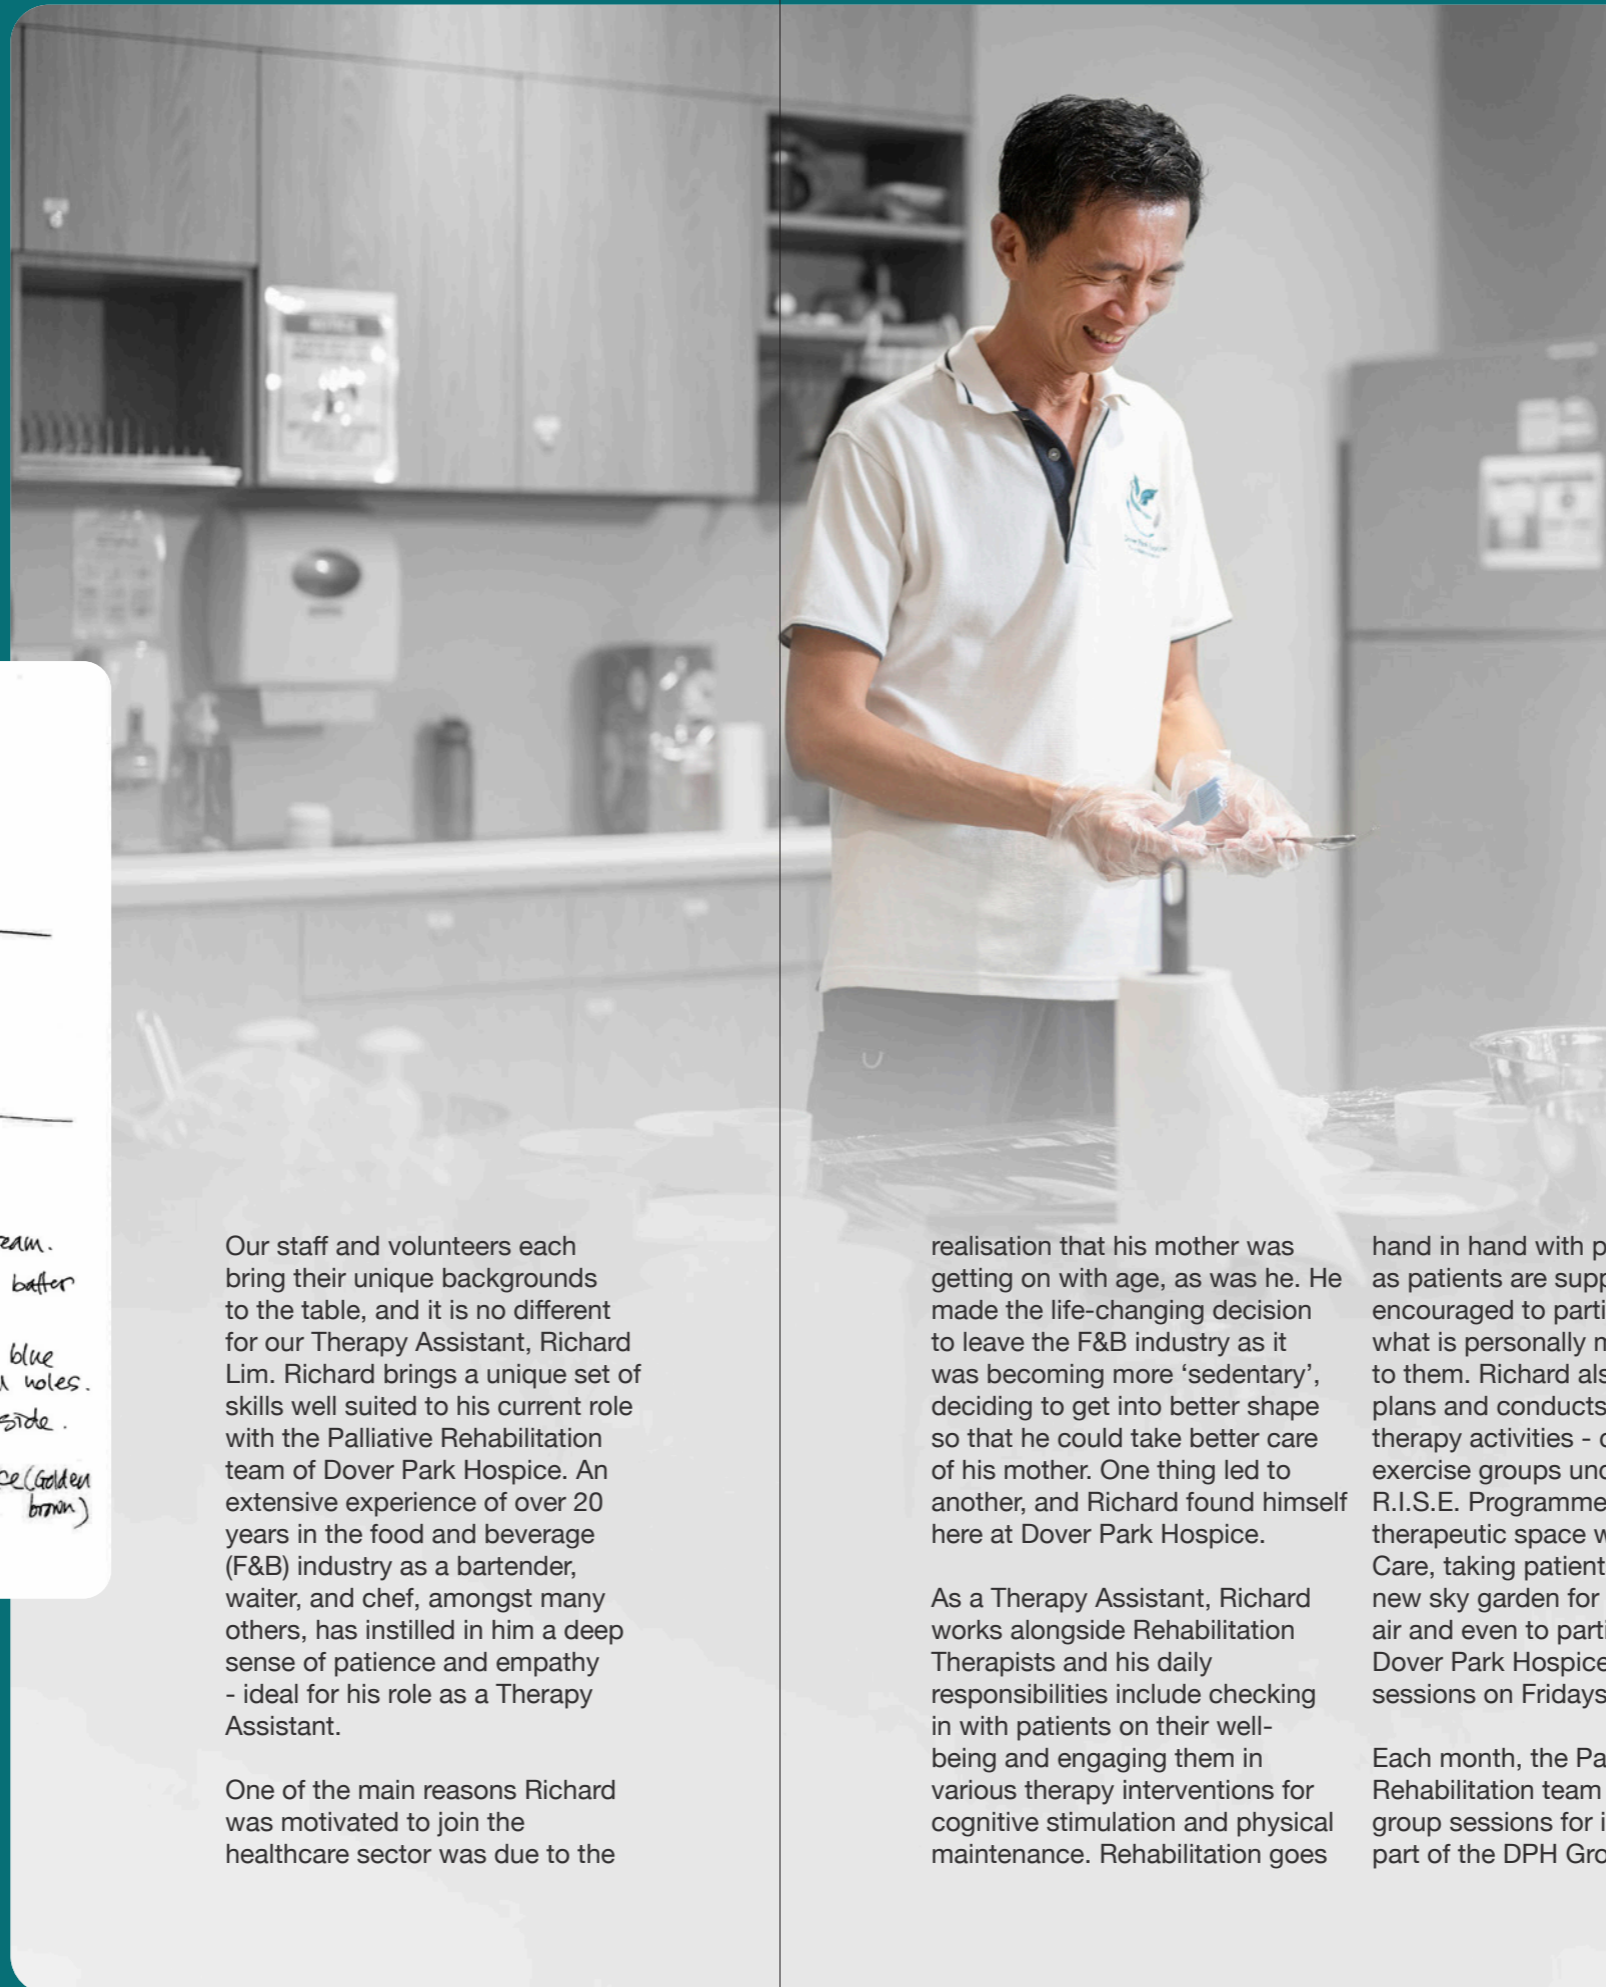 batter
blue
side.
(Golden
brown)
Our staff and volunteers each
bring their unique backgrounds
to the table, and it is no different
for our Therapy Assistant, Richard
Lim. Richard brings a unique set of
skills well suited to his current role
with the Palliative Rehabilitation
team of Dover Park Hospice. An
extensive experience of over 20
years in the food and beverage
(F&B) industry as a bartender,
waiter, and chef, amongst many
others, has instilled in him a deep
sense of patience and empathy
- ideal for his role as a Therapy
Assistant.
One of the main reasons Richard
was motivated to join the
healthcare sector was due to the
realisation that his mother was
getting on with age, as was he. He
made the life-changing decision
to leave the F&B industry as it
was becoming more ‘sedentary’,
deciding to get into better shape
so that he could take better care
of his mother. One thing led to
another, and Richard found himself
here at Dover Park Hospice.
As a Therapy Assistant, Richard
works alongside Rehabilitation
Therapists and his daily
responsibilities include checking
in with patients on their well-
being and engaging them in
various therapy interventions for
cognitive stimulation and physical
maintenance. Rehabilitation goes
hand in hand with
as patients are
encouraged to
what is personally
to them. Richard
plans and conducts
therapy activities -
exercise groups
R.I.S.E. Programme
therapeutic space
Care, taking
new sky garden for
air and even to
Dover Park Hospice
sessions on Fridays
Each month, the
Rehabilitation team
group sessions for
part of the DPH